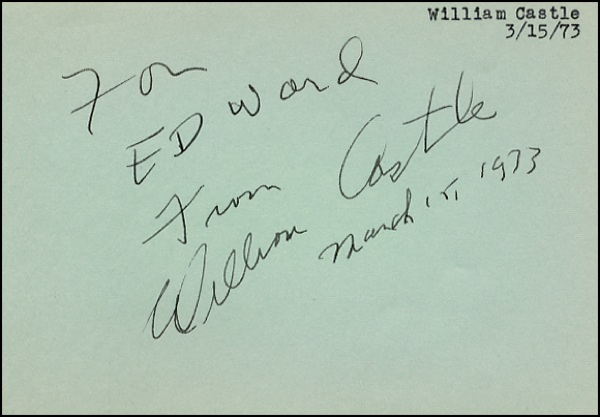 William Castle
3/15/73
For
EDward
From
William Castle
March 15, 1973